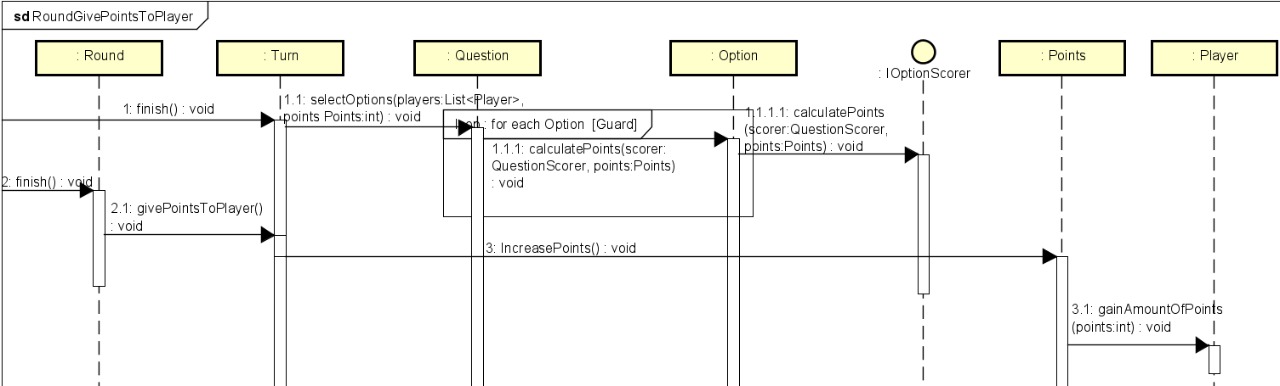 sd RoundGivePointsToPlayer
: Round
: Turn
: Question
: Option
: IOptionScorer
: Points
: Player
1: finish() : void
1.1: selectOptions(players:List<Player>,
points Points:int) : void
: for each Option [Guard]
1.1.1: calculatePoints(scorer:
QuestionScorer, points:Points)
: void
1.1.1.1: calculatePoints
(scorer:QuestionScorer,
points:Points) : void
2: finish() : void
2.1: givePointsToPlayer()
: void
3: IncreasePoints() : void
3.1: gainAmountOfPoints
(points:int) : void